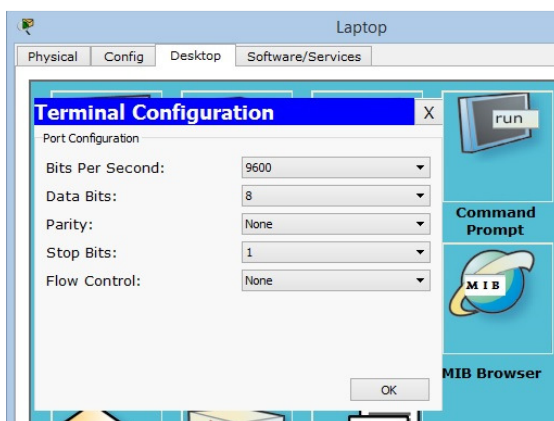 Laptop
Physical Config Desktop Software/Services
Terminal Configuration X
Port Configuration
Bits Per Second: 9600
Data Bits: 8
Parity: None
Stop Bits: 1
Flow Control: None
OK
run
Command
Prompt
MIB
MIB Browser